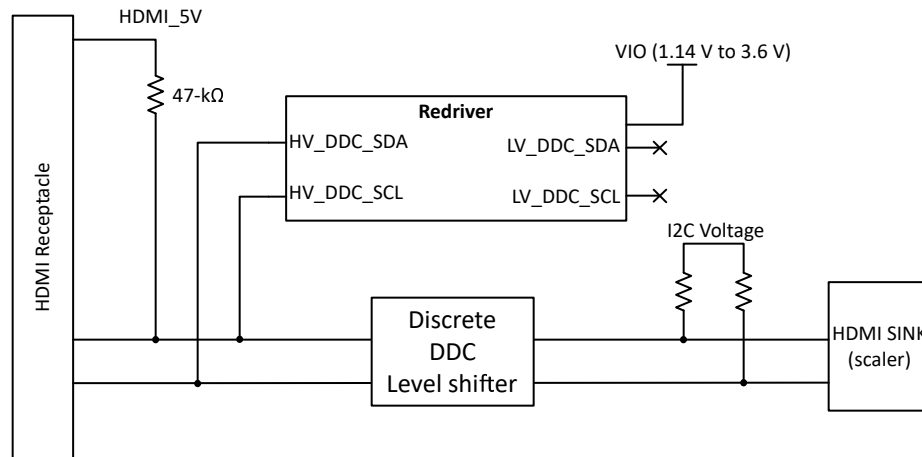 HDMI_5V
VIO (1.14 V to 3.6 V)
47-kΩ
Redriver
HV_DDC_SDA
LV_DDC_SDA
HV_DDC_SCL
LV_DDC_SCL
HDMI Receptacle
I2C Voltage
Discrete
DDC
Level shifter
HDMI SINK
(scaler)